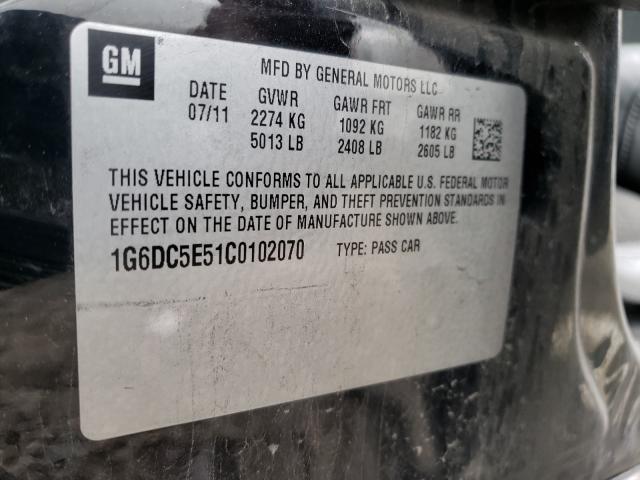 GM
MFD BY GENERAL MOTORS LLC
DATE GVWR GAWR FRT GAWR RR
07/11 2274 KG 1092 KG 1182 KG
5013 LB 2408 LB 2605 LB
THIS VEHICLE CONFORMS TO ALL APPLICABLE U.S. FEDERAL MOTOR
VEHICLE SAFETY, BUMPER, AND THEFT PREVENTION STANDARDS IN
EFFECT ON THE DATE OF MANUFACTURE SHOWN ABOVE.
1G6DC5E51C0102070 TYPE: PASS CAR